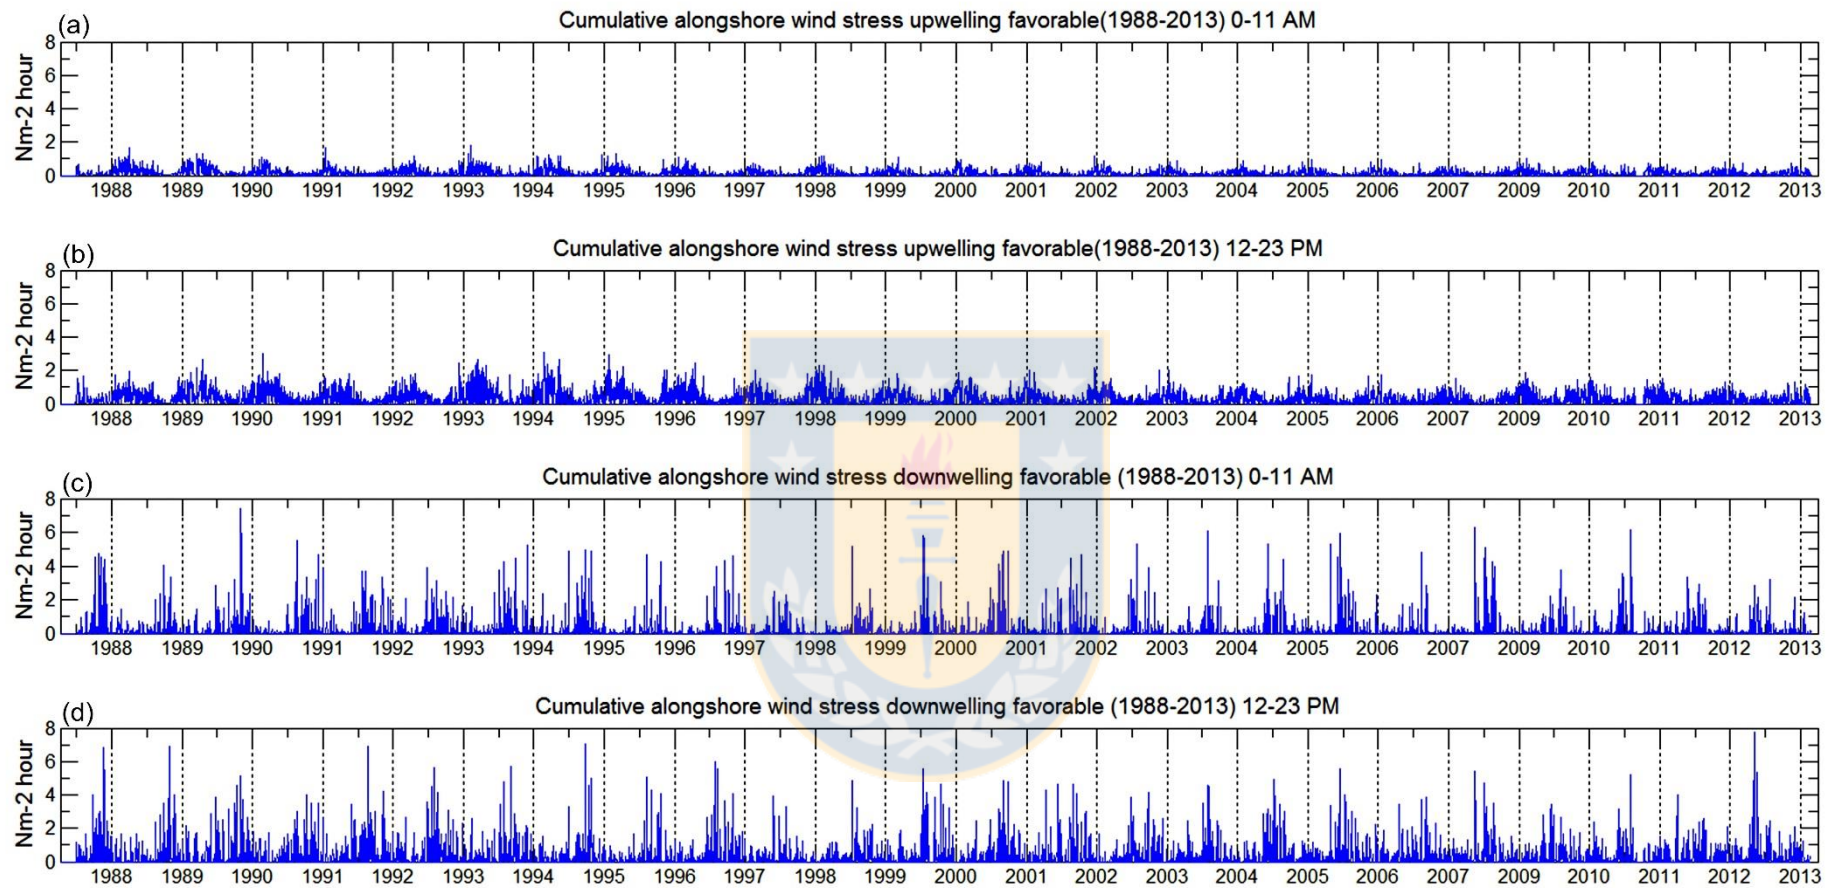 (a)
Cumulative alongshore wind stress upwelling favorable(1988-2013) 0-11 AM
Nm-2 hour
8
6
4
2
0
1988 1989 1990 1991 1992 1993 1994 1995 1996 1997 1998 1999 2000 2001 2002 2003 2004 2005 2006 2007 2009 2010 2011 2012 2013
(b)
Cumulative alongshore wind stress upwelling favorable(1988-2013) 12-23 PM
Nm-2 hour
8
6
4
2
0
1988 1989 1990 1991 1992 1993 1994 1995 1996 1997 1998 1999 2000 2001 2002 2003 2004 2005 2006 2007 2009 2010 2011 2012 2013
(c)
Cumulative alongshore wind stress downwelling favorable (1988-2013) 0-11 AM
Nm-2 hour
8
6
4
2
0
1988 1989 1990 1991 1992 1993 1994 1995 1996 1997 1998 1999 2000 2001 2002 2003 2004 2005 2006 2007 2009 2010 2011 2012 2013
(d)
Cumulative alongshore wind stress downwelling favorable (1988-2013) 12-23 PM
Nm-2 hour
8
6
4
2
0
1988 1989 1990 1991 1992 1993 1994 1995 1996 1997 1998 1999 2000 2001 2002 2003 2004 2005 2006 2007 2009 2010 2011 2012 2013